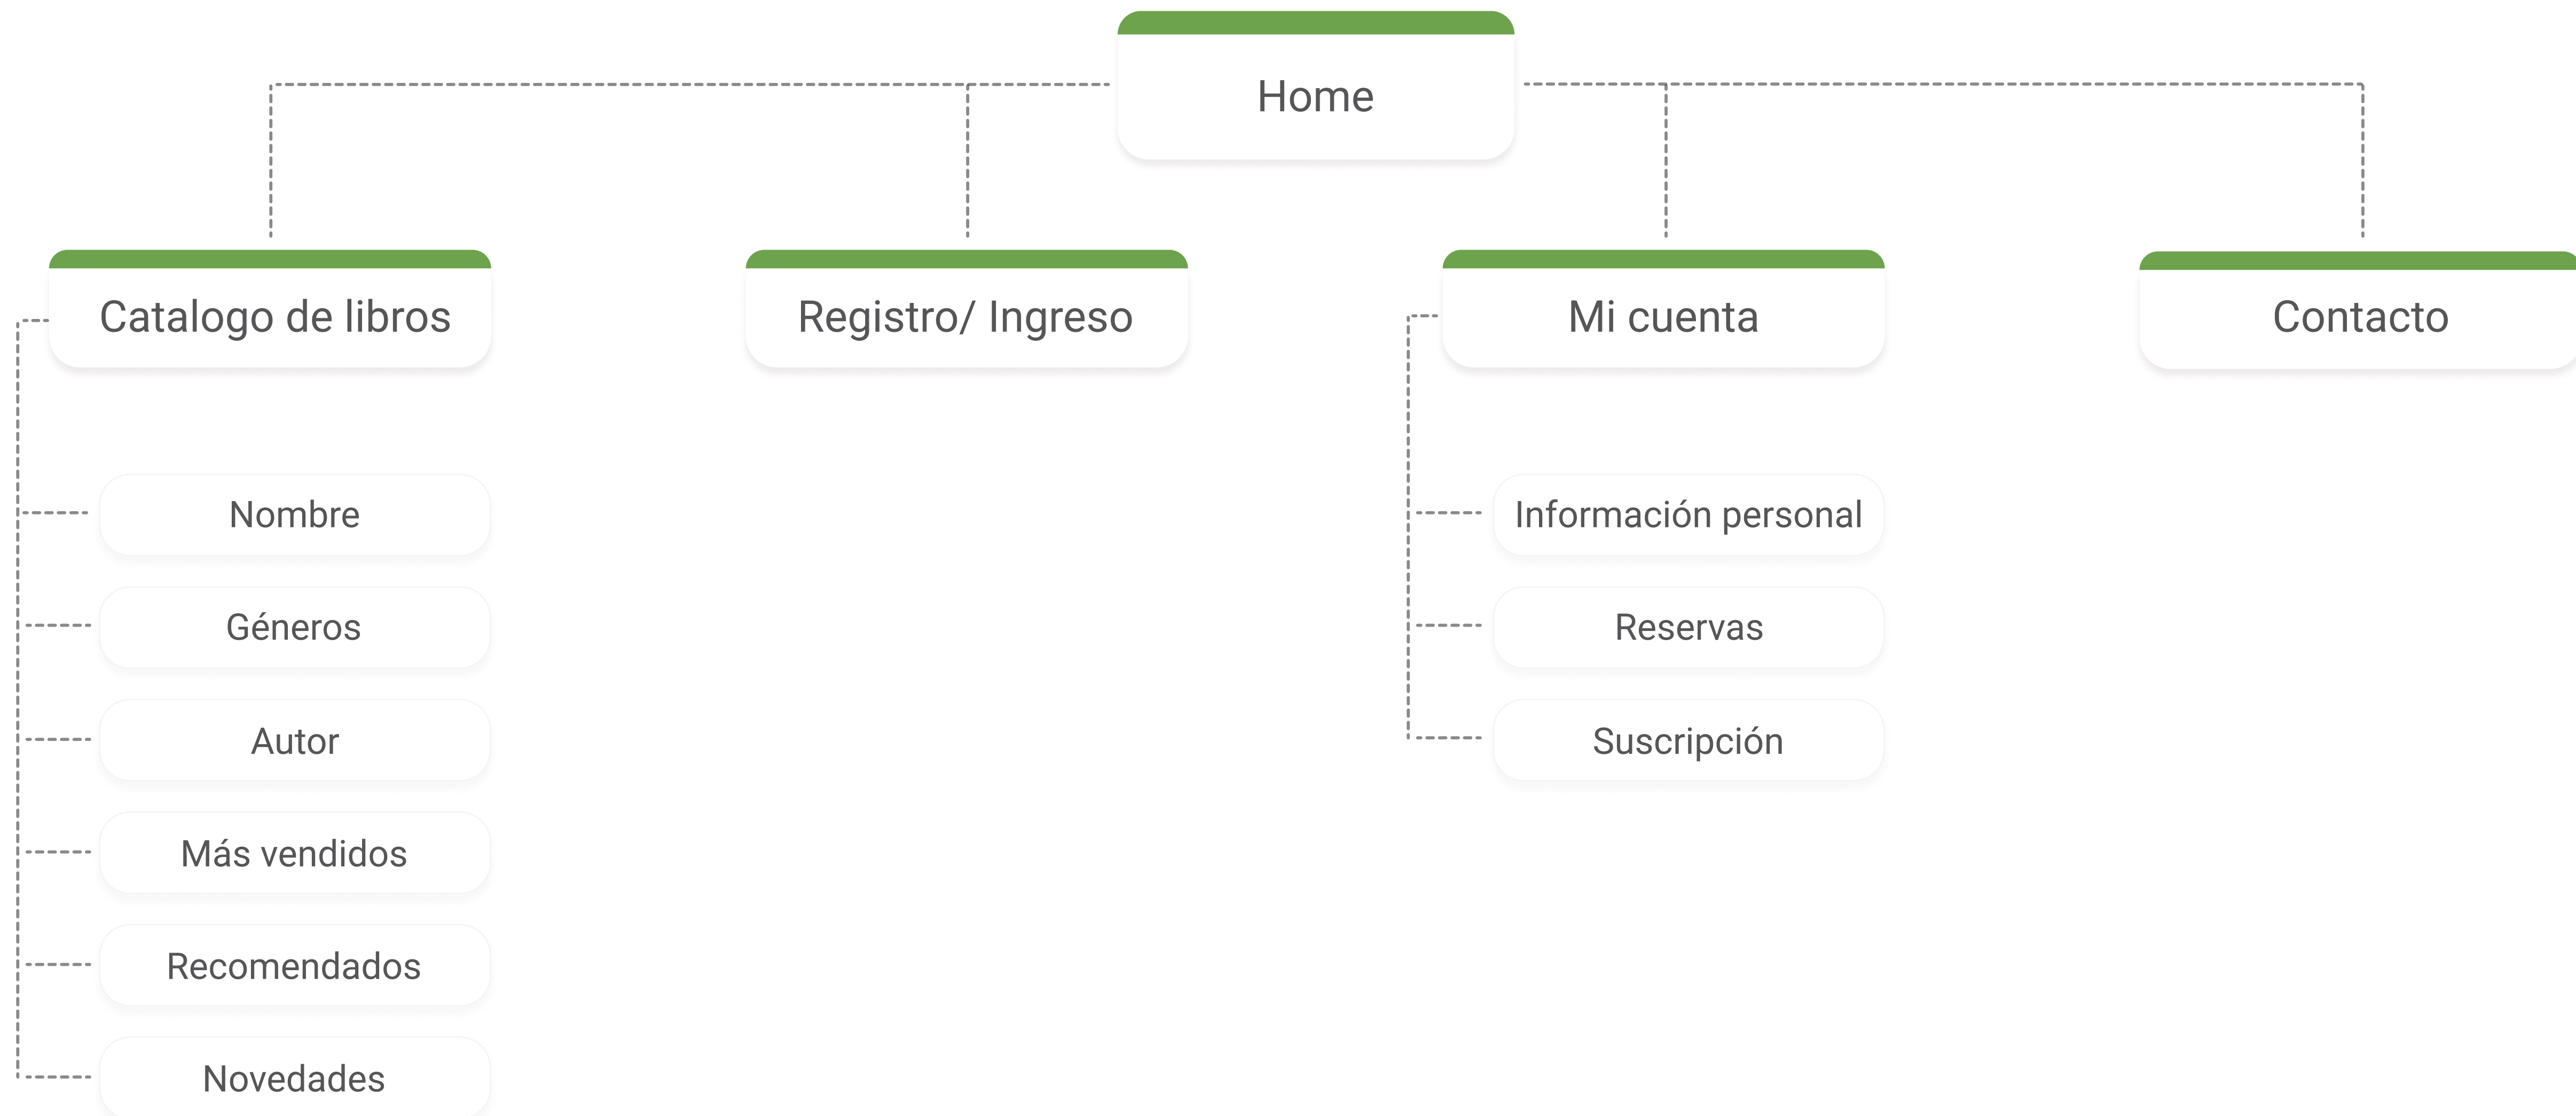 Home
Catalogo de libros
Registro/ Ingreso
Mi cuenta
Contacto
Nombre
Géneros
Autor
Más vendidos
Recomendados
Novedades
Información personal
Reservas
Suscripción